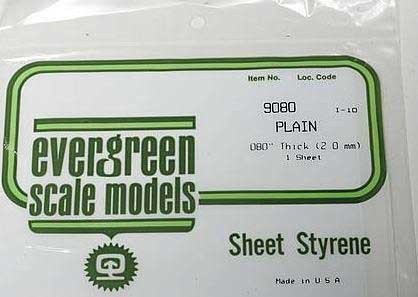 Item No. Loc. Code
9080 I-10
PLAIN
.080" Thick (2.0 mm)
1 Sheet
evergreen
scale models
Sheet Styrene
Made in U S A